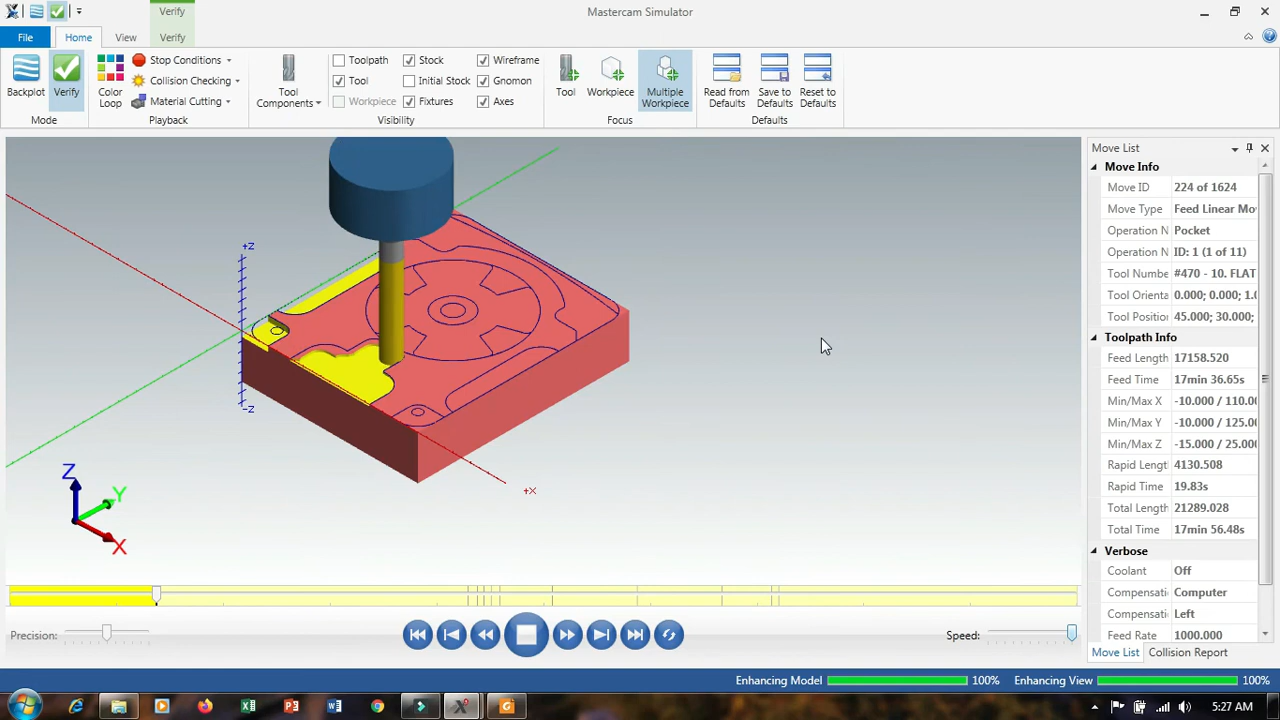 Verify
Mastercam Simulator
File
Home
View
Verify
Backplot
Verify
Mode
Color Loop
Stop Conditions
Collision Checking
Material Cutting
Playback
Tool Components
Toolpath
Tool
Workpiece
Stock
Initial Stock
Fixtures
Wireframe
Gnomon
Axes
Visibility
Tool
Workpiece
Multiple Workpiece
Focus
Read from Defaults
Save to Defaults
Reset to Defaults
Defaults
+Z
-Z
+X
Z
Y
X
Move List
Move Info
Move ID 224 of 1624
Move Type Feed Linear Mo
Operation N Pocket
Operation N ID: 1 (1 of 11)
Tool Number #470 - 10. FLAT
Tool Orienta 0.000; 0.000; 1.0
Tool Position 45.000; 30.000;
Toolpath Info
Feed Length 17158.520
Feed Time 17min 36.65s
Min/Max X -10.000 / 110.00
Min/Max Y -10.000 / 125.00
Min/Max Z -15.000 / 25.000
Rapid Length 4130.508
Rapid Time 19.83s
Total Length 21289.028
Total Time 17min 56.48s
Verbose
Coolant Off
Compensatio Computer
Compensatio Left
Feed Rate 1000.000
Move List Collision Report
Precision:
Speed:
Enhancing Model 100% Enhancing View 100%
5:27 AM